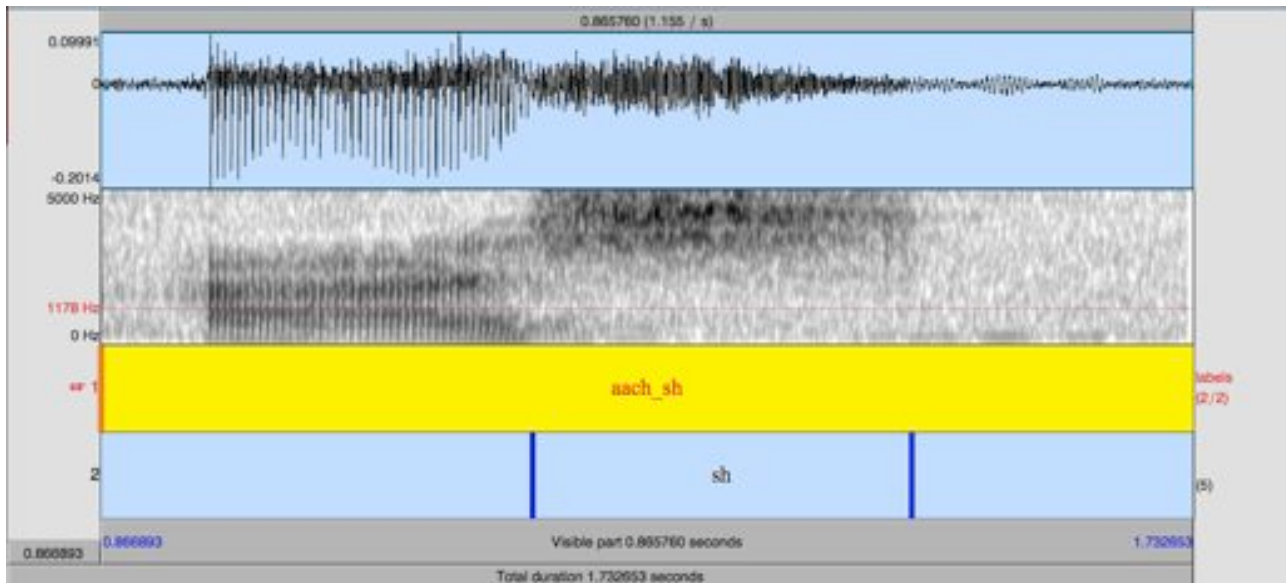 0.865760 (1.155 / s)
0.09991
0
-0.2014
5000 Hz
1178 Hz
0 Hz
1
aach_sh
labels
(2/2)
2
sh
(5)
0.866893
0.866893
Visible part 0.865760 seconds
1.732653
Total duration 1.732653 seconds